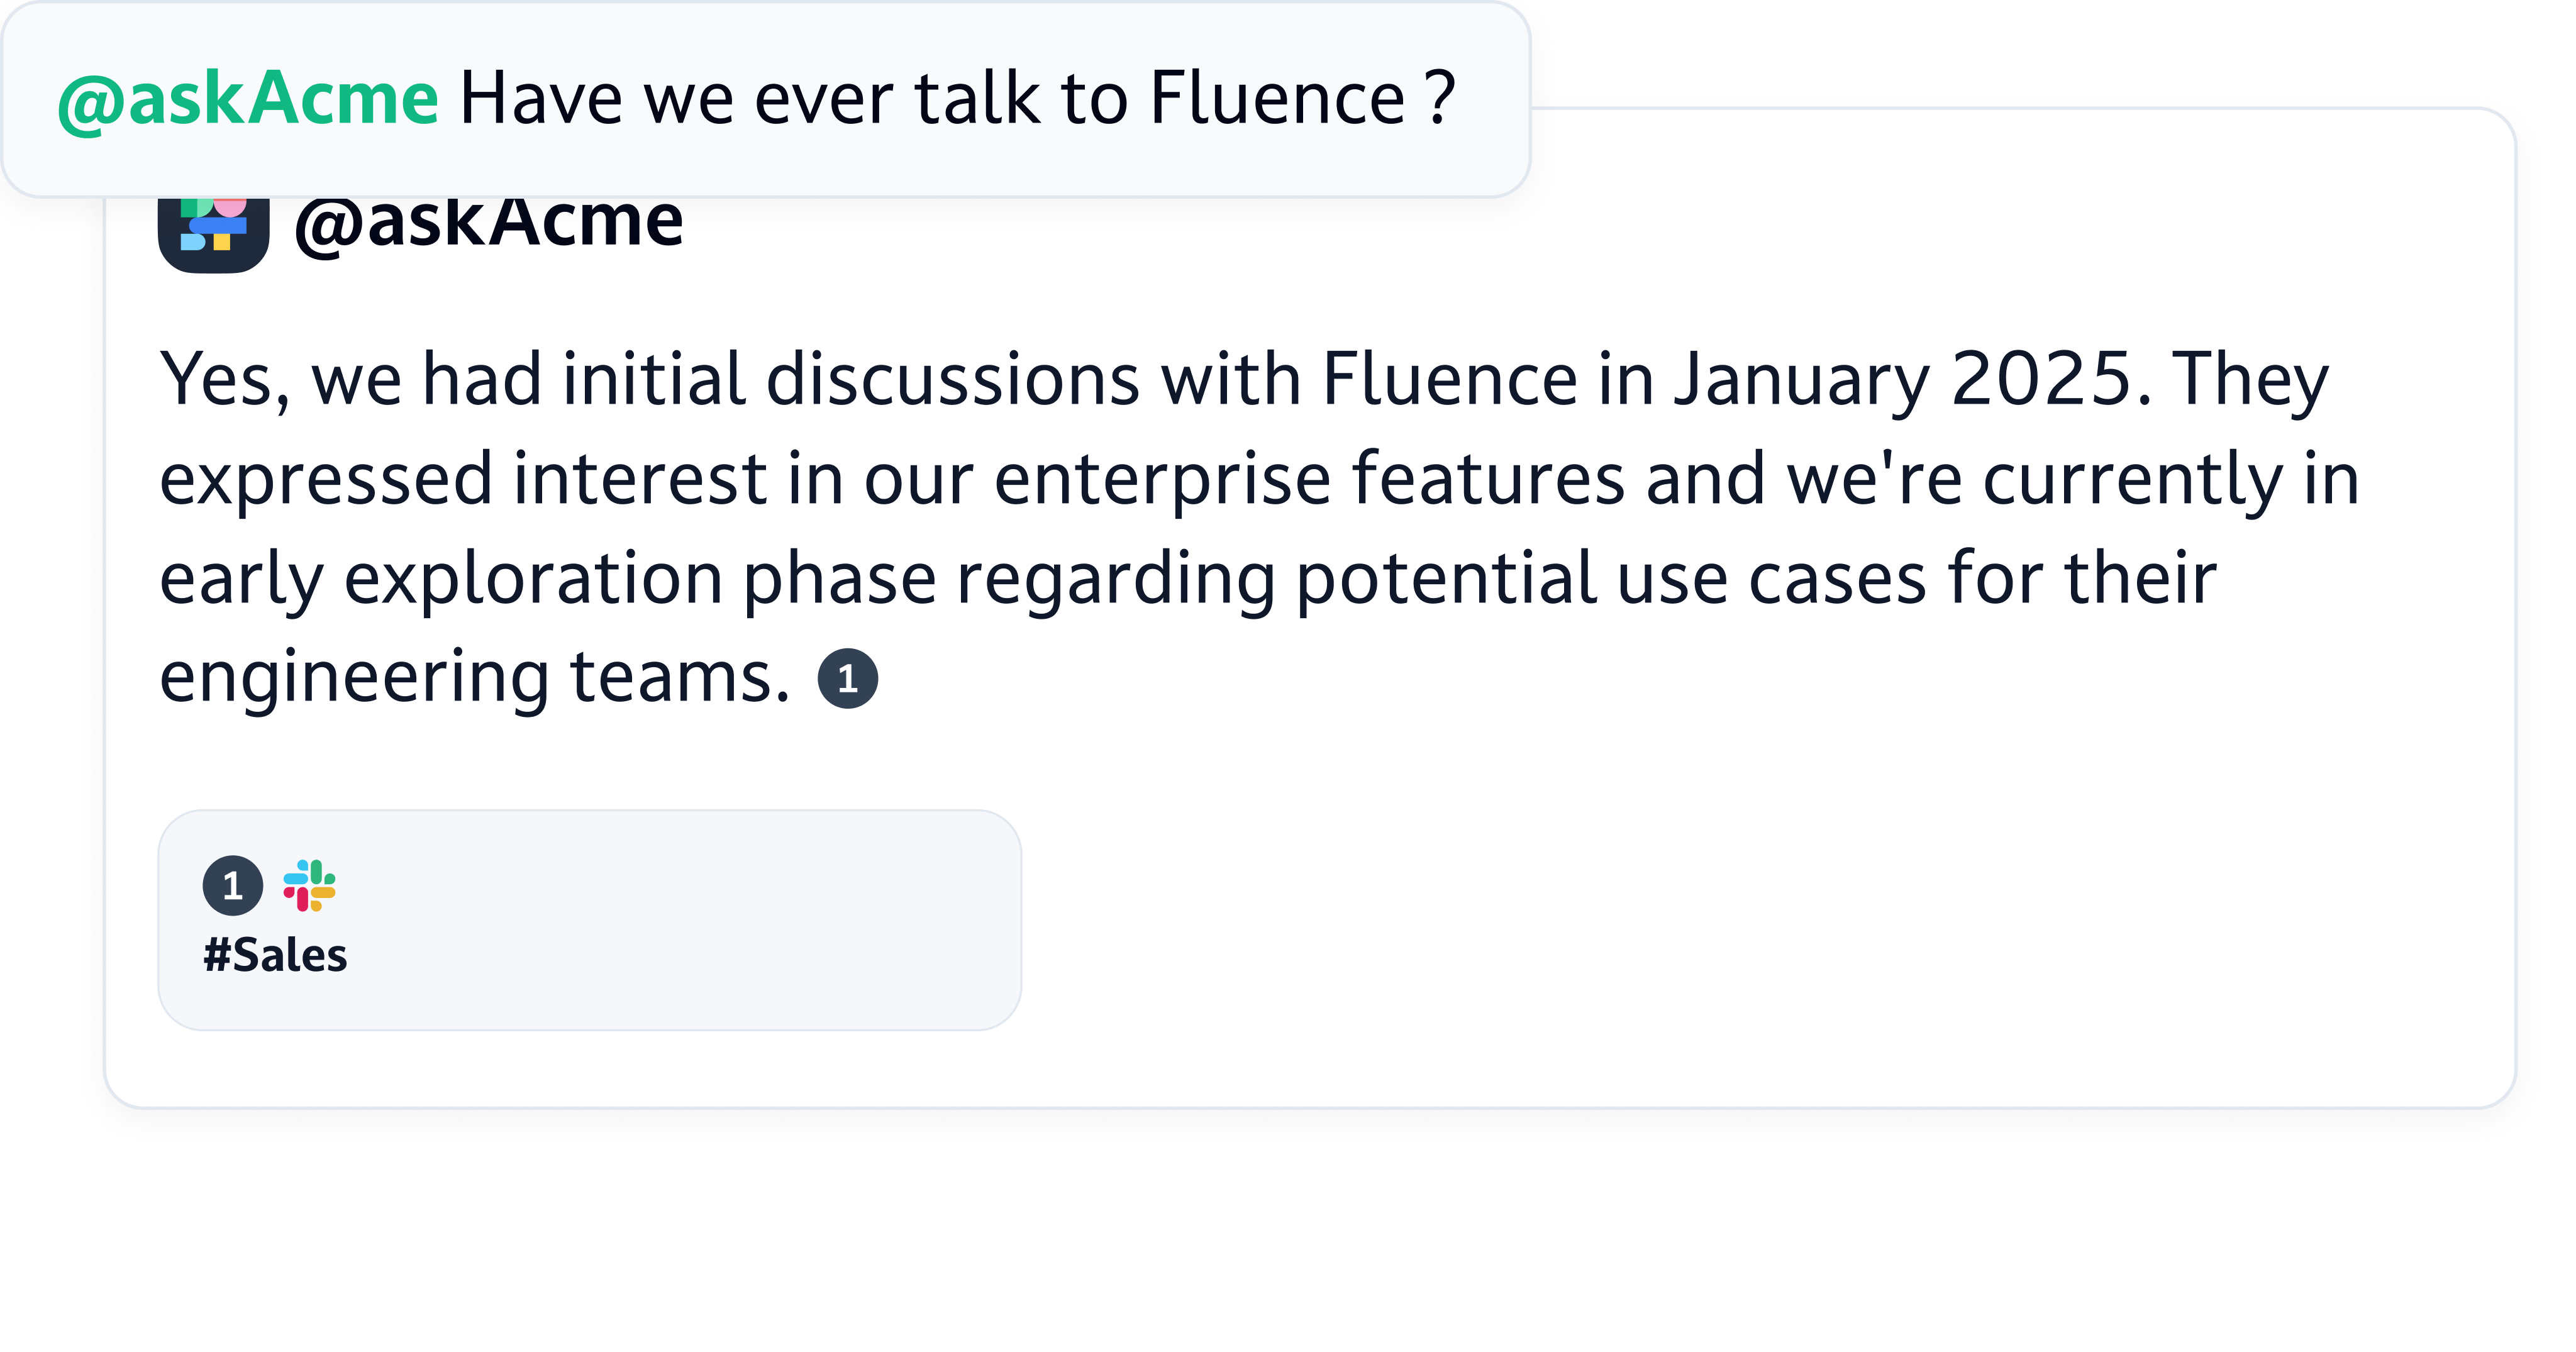 @askAcme Have we ever talk to Fluence ?
@askAcme
Yes, we had initial discussions with Fluence in January 2025. They
expressed interest in our enterprise features and we're currently in
early exploration phase regarding potential use cases for their
engineering teams. 1
1
#Sales